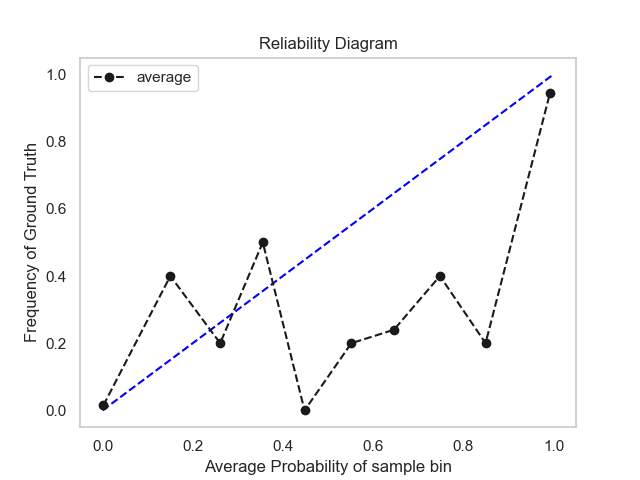 Reliability Diagram
average
Frequency of Ground Truth
1.0
0.8
0.6
0.4
0.2
0.0
0.0 0.2 0.4 0.6 0.8 1.0
Average Probability of sample bin